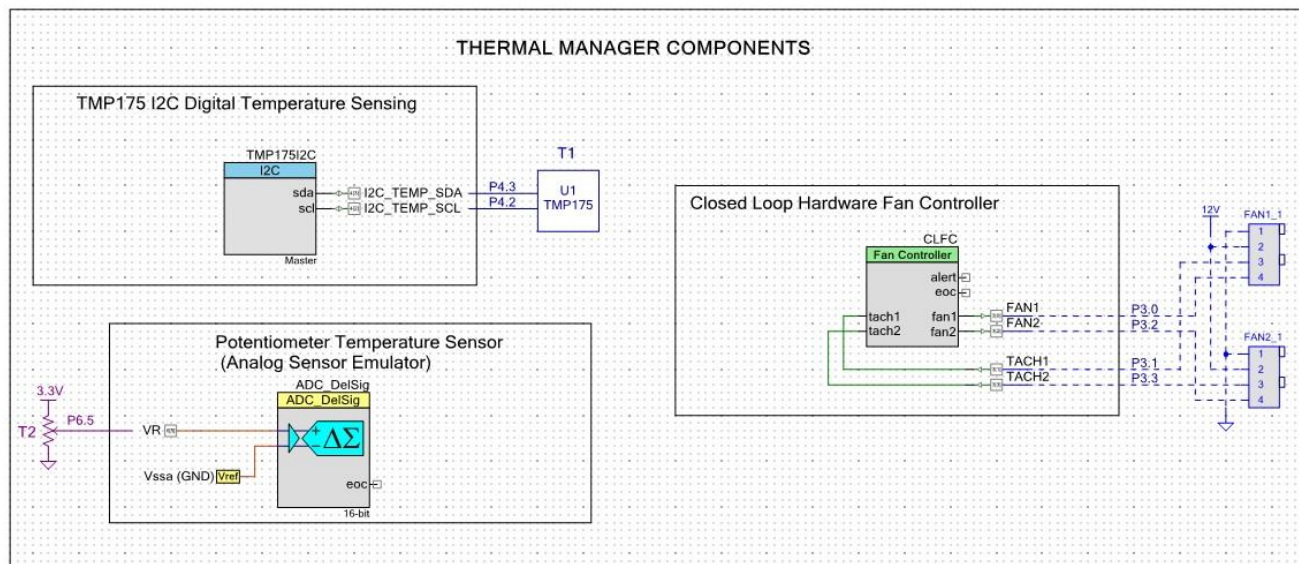 THERMAL MANAGER COMPONENTS
TMP175 I2C Digital Temperature Sensing
TMP175I2C
I2C
sda
I2C_TEMP_SDA
P4.3
scl
I2C_TEMP_SCL
P4.2
Master
T1
U1
TMP175
Potentiometer Temperature Sensor
(Analog Sensor Emulator)
ADC_DelSig
ADC_DelSig
3.3V
T2
P6.5
VR
+
−
ΔΣ
Vssa (GND)
Vref
eoc
16-bit
Closed Loop Hardware Fan Controller
CLFC
Fan Controller
alert
eoc
tach1
fan1
FAN1
P3.0
tach2
fan2
FAN2
P3.2
TACH1
P3.1
TACH2
P3.3
12V
FAN1_1
1
2
3
4
FAN2_1
1
2
3
4